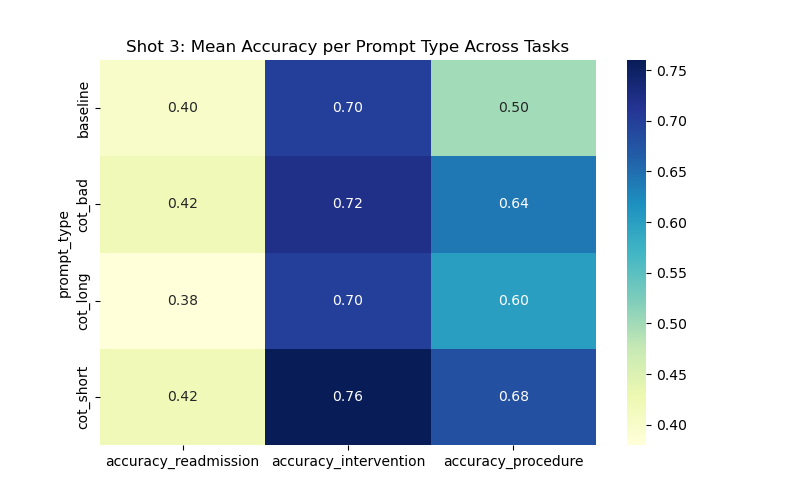 Shot 3: Mean Accuracy per Prompt Type Across Tasks
prompt_type
baseline
0.40 0.70 0.50
cot_bad
0.42 0.72 0.64
cot_long
0.38 0.70 0.60
cot_short
0.42 0.76 0.68
accuracy_readmission accuracy_intervention accuracy_procedure
0.75
0.70
0.65
0.60
0.55
0.50
0.45
0.40